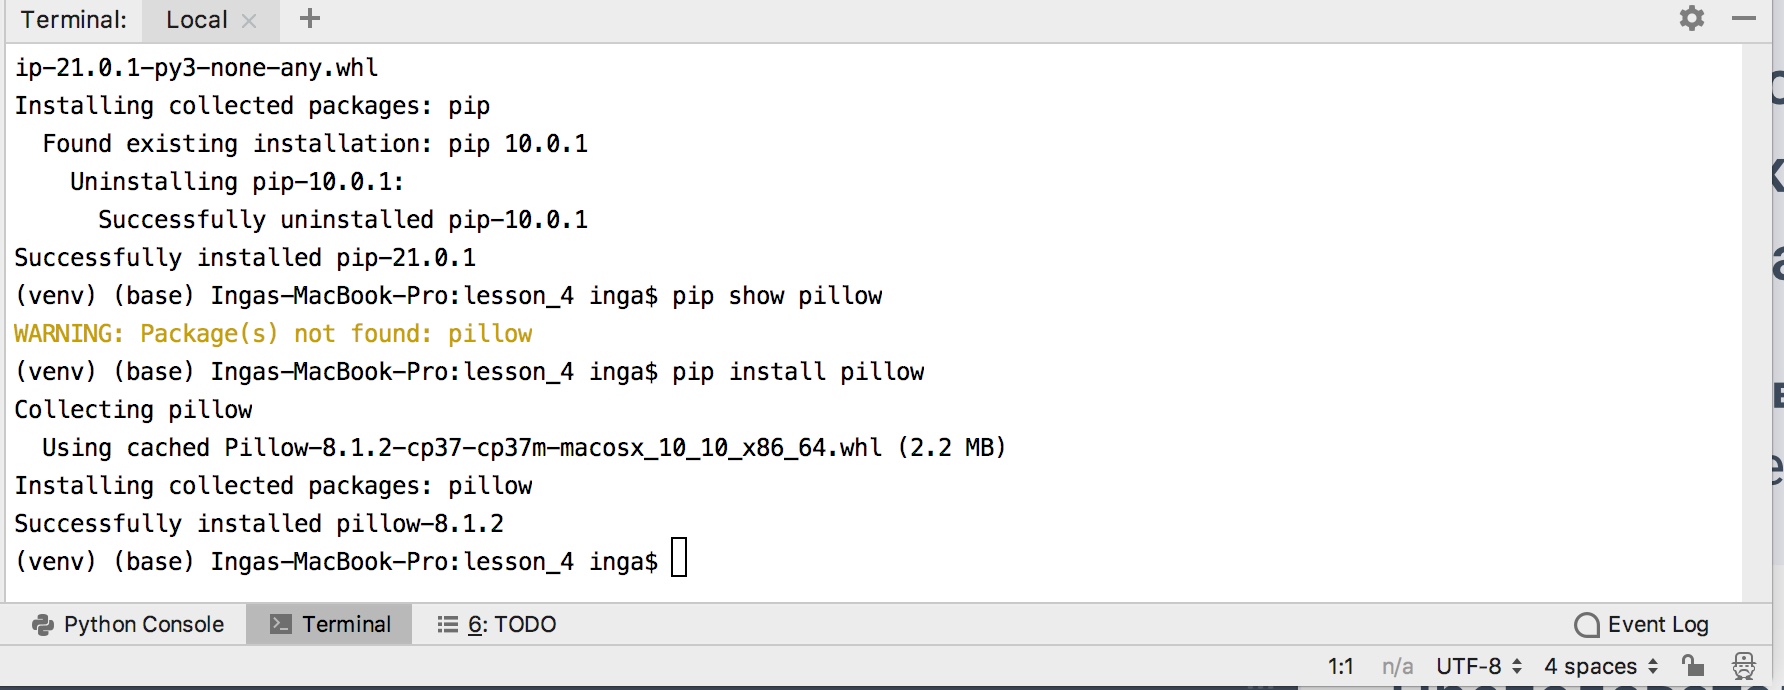 Terminal: Local
ip-21.0.1-py3-none-any.whl
Installing collected packages: pip
Found existing installation: pip 10.0.1
Uninstalling pip-10.0.1:
Successfully uninstalled pip-10.0.1
Successfully installed pip-21.0.1
(venv) (base) Ingas-MacBook-Pro:lesson_4 inga$ pip show pillow
WARNING: Package(s) not found: pillow
(venv) (base) Ingas-MacBook-Pro:lesson_4 inga$ pip install pillow
Collecting pillow
Using cached Pillow-8.1.2-cp37-cp37m-macosx_10_10_x86_64.whl (2.2 MB)
Installing collected packages: pillow
Successfully installed pillow-8.1.2
(venv) (base) Ingas-MacBook-Pro:lesson_4 inga$
Python Console Terminal 6: TODO Event Log
1:1 n/a UTF-8 4 spaces